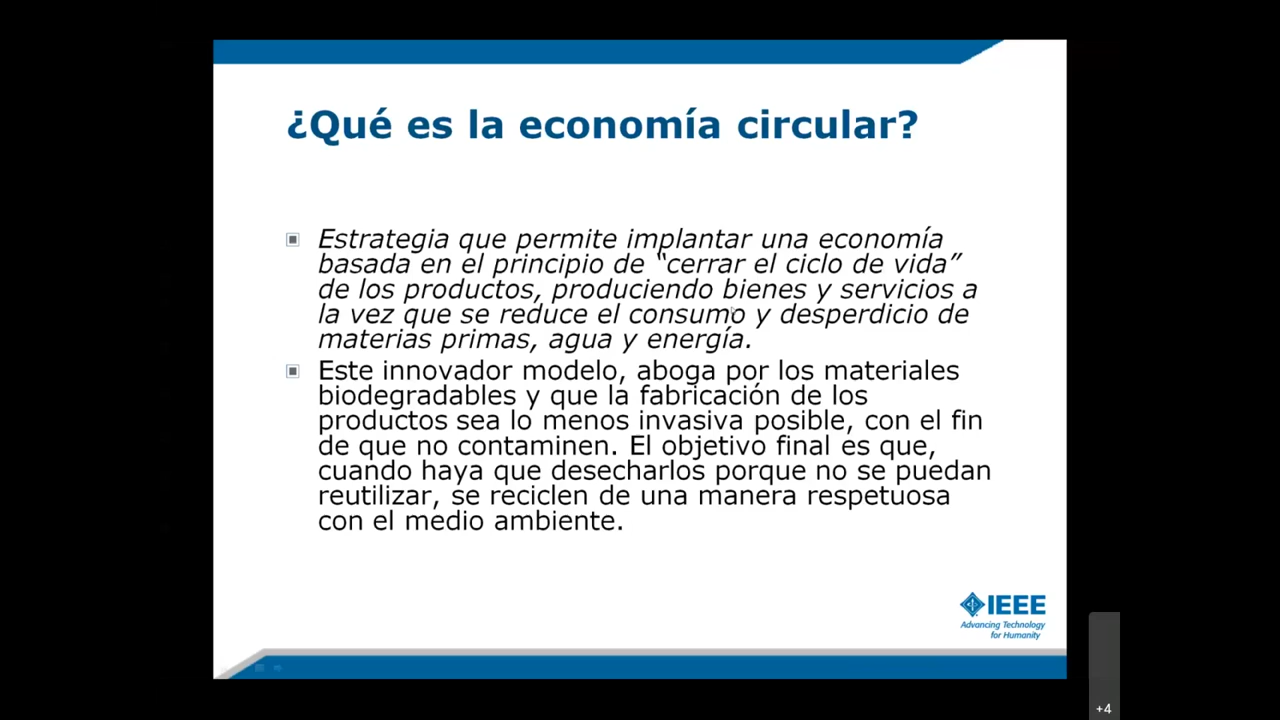 ¿Qué es la economía circular?
Estrategia que permite implantar una economía
basada en el principio de “cerrar el ciclo de vida”
de los productos, produciendo bienes y servicios a
la vez que se reduce el consumo y desperdicio de
materias primas, agua y energía.
Este innovador modelo, aboga por los materiales
biodegradables y que la fabricación de los
productos sea lo menos invasiva posible, con el fin
de que no contaminen. El objetivo final es que,
cuando haya que desecharlos porque no se puedan
reutilizar, se reciclen de una manera respetuosa
con el medio ambiente.
IEEE
Advancing Technology
for Humanity
+4